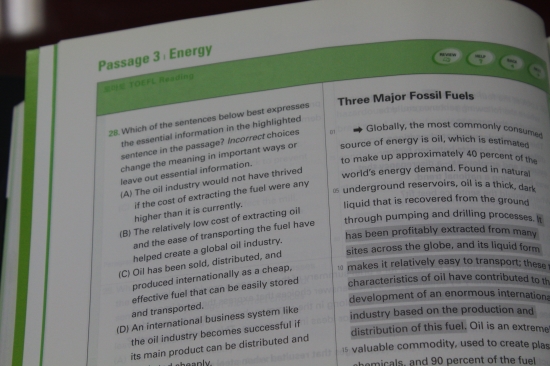 Passage 3 : Energy
TOEFL Reading
REVIEW
HELP
BACK
28. Which of the sentences below best expresses
the essential information in the highlighted
sentence in the passage? Incorrect choices
change the meaning in important ways or
leave out essential information.
(A) The oil industry would not have thrived
if the cost of extracting the fuel were any
higher than it is currently.
(B) The relatively low cost of extracting oil
and the ease of transporting the fuel have
helped create a global oil industry.
(C) Oil has been sold, distributed, and
produced internationally as a cheap,
effective fuel that can be easily stored
and transported.
(D) An international business system like
the oil industry becomes successful if
its main product can be distributed and
cheaply.
Three Major Fossil Fuels
01 ➡ Globally, the most commonly consumed
source of energy is oil, which is estimated
to make up approximately 40 percent of the
world's energy demand. Found in natural
05 underground reservoirs, oil is a thick, dark
liquid that is recovered from the ground
through pumping and drilling processes. It
has been profitably extracted from many
sites across the globe, and its liquid form
10 makes it relatively easy to transport; these
characteristics of oil have contributed to the
development of an enormous internationa
industry based on the production and
distribution of this fuel. Oil is an extreme
15 valuable commodity, used to create plas
chemicals, and 90 percent of the fuel